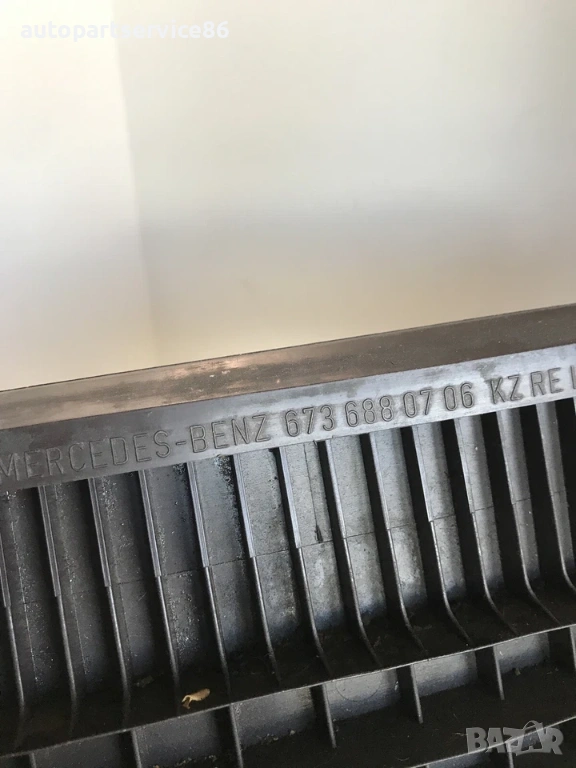 autopartservice86
MERCEDES-BENZ 673 688 07 06 KZ RE
BAZAR